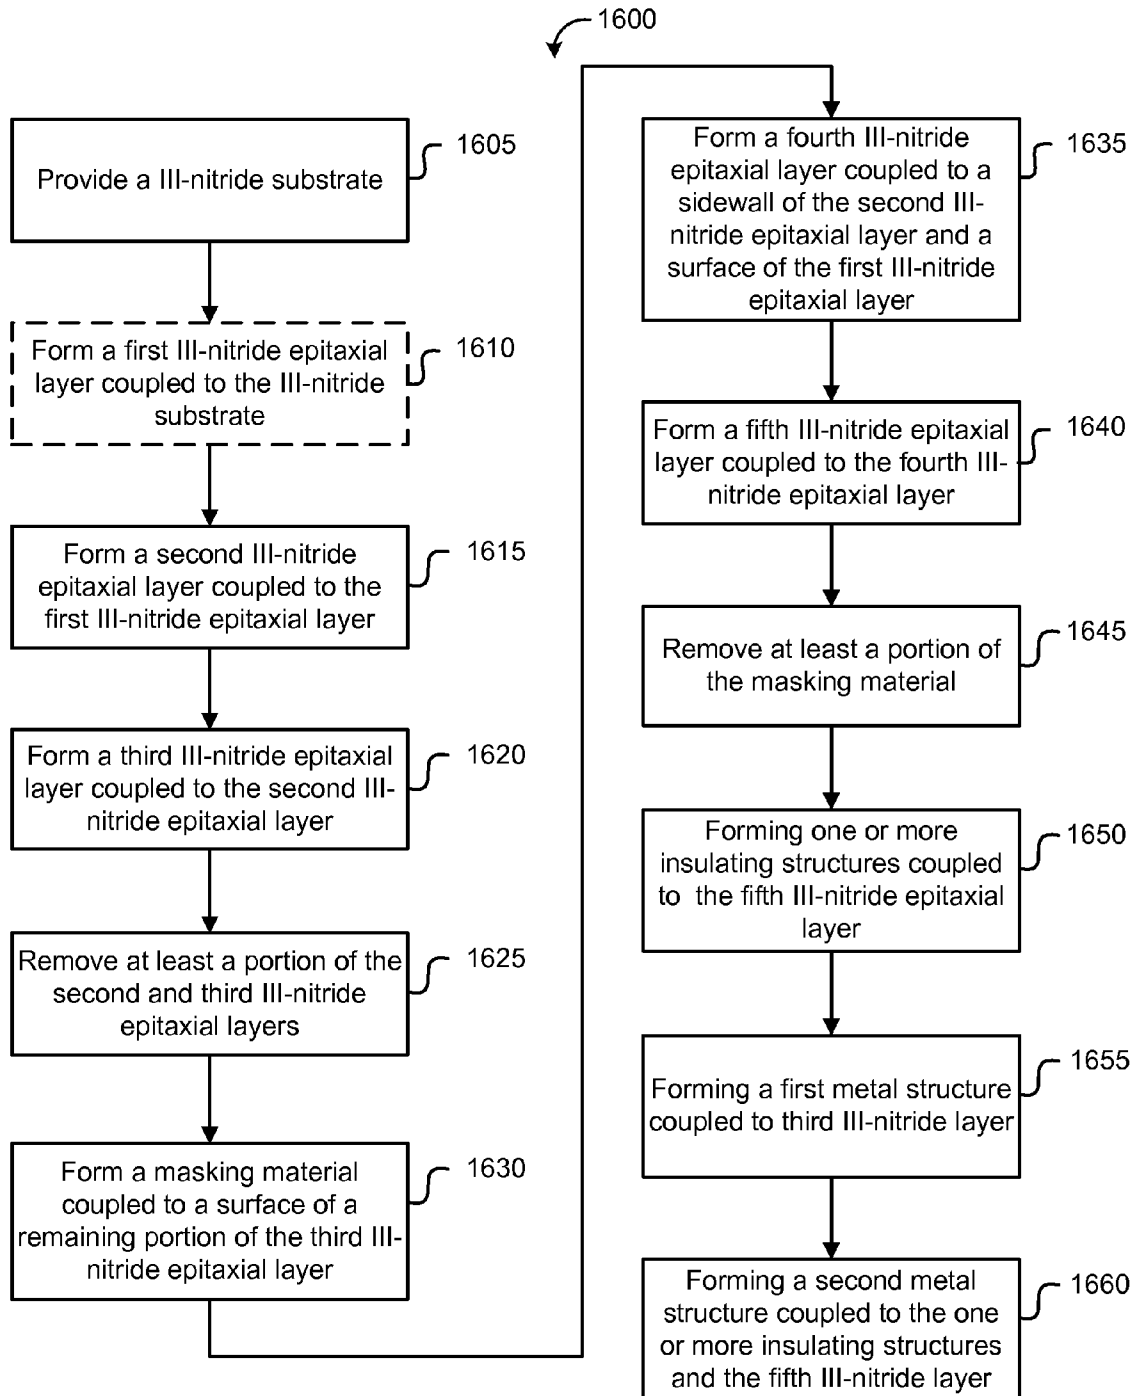 1600
Provide a III-nitride substrate
1605
Form a first III-nitride epitaxial
layer coupled to the III-nitride
substrate
1610
Form a second III-nitride
epitaxial layer coupled to the
first III-nitride epitaxial layer
1615
Form a third III-nitride epitaxial
layer coupled to the second III-
nitride epitaxial layer
1620
Remove at least a portion of the
second and third III-nitride
epitaxial layers
1625
Form a masking material
coupled to a surface of a
remaining portion of the third III-
nitride epitaxial layer
1630
Form a fourth III-nitride
epitaxial layer coupled to a
sidewall of the second III-
nitride epitaxial layer and a
surface of the first III-nitride
epitaxial layer
1635
Form a fifth III-nitride epitaxial
layer coupled to the fourth III-
nitride epitaxial layer
1640
Remove at least a portion of
the masking material
1645
Forming one or more
insulating structures coupled
to the fifth III-nitride epitaxial
layer
1650
Forming a first metal structure
coupled to third III-nitride layer
1655
Forming a second metal
structure coupled to the one
or more insulating structures
and the fifth III-nitride layer
1660